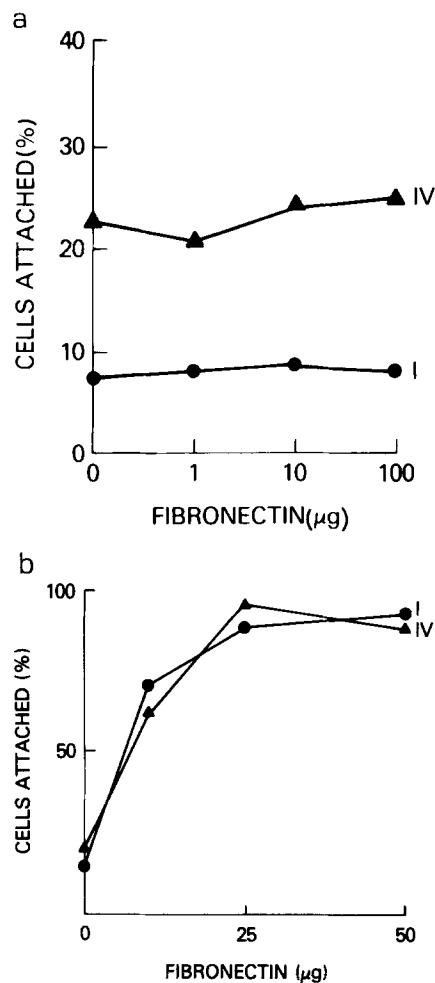 a
CELLS ATTACHED(%)
40
30
20
10
0
IV
I
0 1 10 100
FIBRONECTIN(μg)
b
CELLS ATTACHED (%)
100
50
I
IV
0 25 50
FIBRONECTIN (μg)